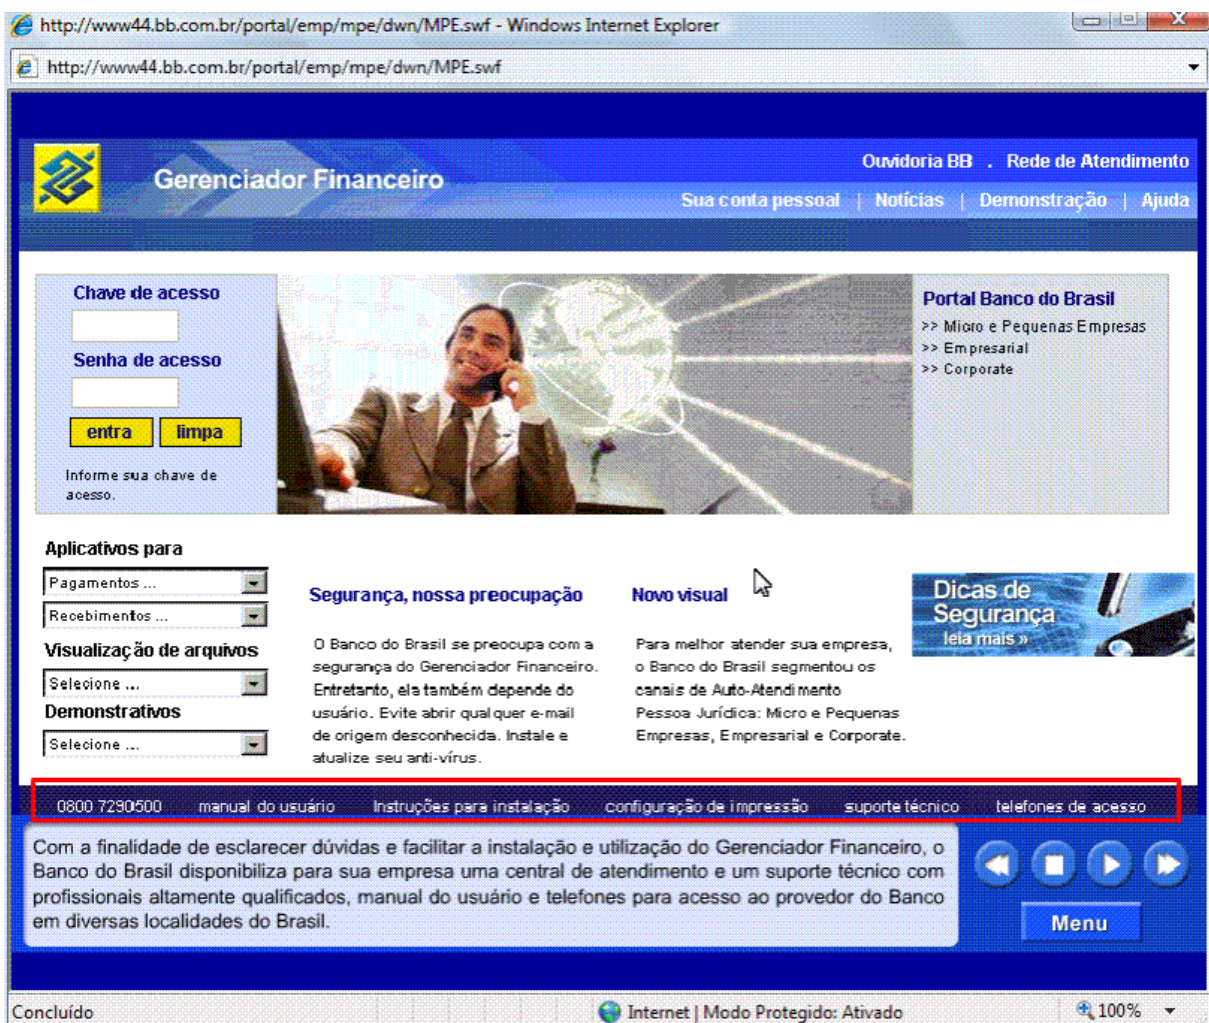 http://www44.bb.com.br/portal/emp/mpe/dwn/MPE.swf - Windows Internet Explorer
http://www44.bb.com.br/portal/emp/mpe/dwn/MPE.swf
Gerenciador Financeiro
Ouvidoria BB . Rede de Atendimento
Sua conta pessoal | Notícias | Demonstração | Ajuda
Chave de acesso
Senha de acesso
entra limpa
Informe sua chave de
acesso.
Portal Banco do Brasil
>> Micro e Pequenas Empresas
>> Empresarial
>> Corporate
Aplicativos para
Pagamentos ...
Recebimentos ...
Visualização de arquivos
Selecione ...
Demonstrativos
Selecione ...
Segurança, nossa preocupação
O Banco do Brasil se preocupa com a
segurança do Gerenciador Financeiro.
Entretanto, ela também depende do
usuário. Evite abrir qualquer e-mail
de origem desconhecida. Instale e
atualize seu anti-vírus.
Novo visual
Para melhor atender sua empresa,
o Banco do Brasil segmentou os
canais de Auto-Atendimento
Pessoa Jurídica: Micro e Pequenas
Empresas, Empresarial e Corporate.
Dicas de
Segurança
leia mais »
0800 7290500 manual do usuário Instruções para instalação configuração de impressão suporte técnico telefones de acesso
Com a finalidade de esclarecer dúvidas e facilitar a instalação e utilização do Gerenciador Financeiro, o
Banco do Brasil disponibiliza para sua empresa uma central de atendimento e um suporte técnico com
profissionais altamente qualificados, manual do usuário e telefones para acesso ao provedor do Banco
em diversas localidades do Brasil.
Menu
Concluído
Internet | Modo Protegido: Ativado
100%